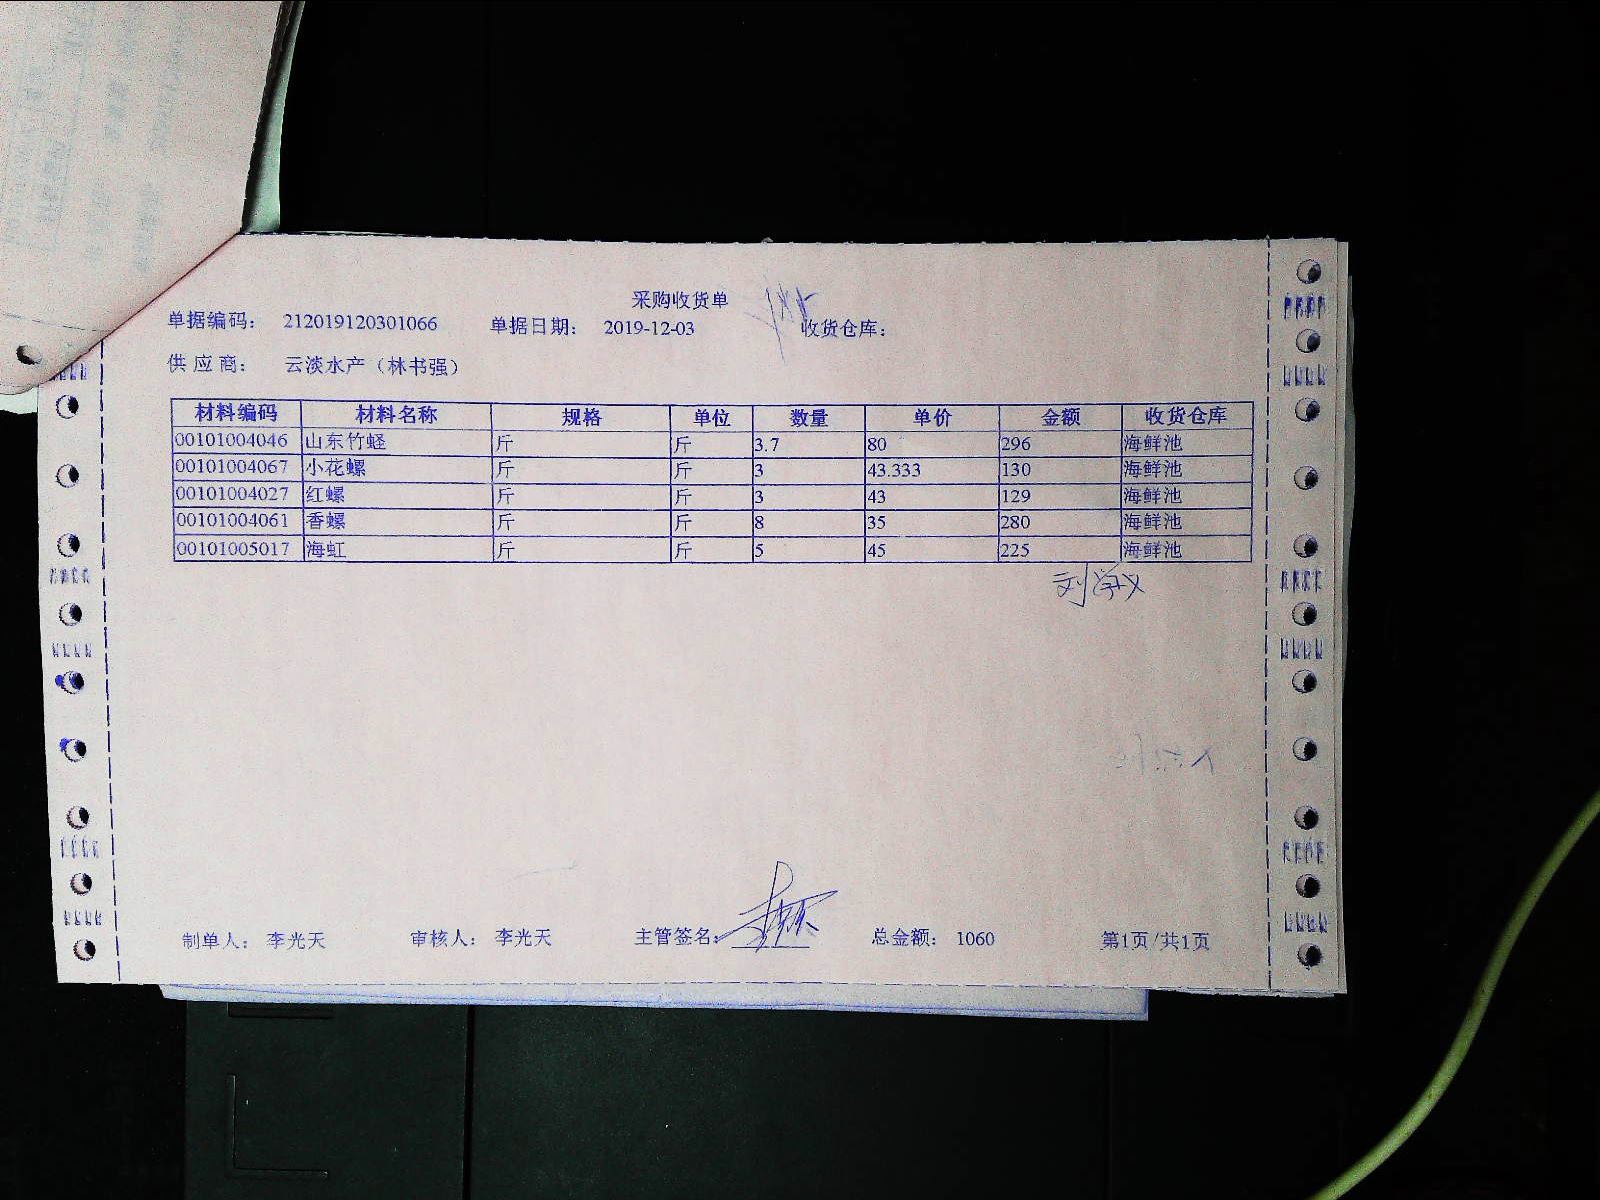 采购收货单
单据编码： 212019120301066 单据日期： 2019-12-03 收货仓库：
供应商： 云淡水产（林书强）
材料编码 材料名称 规格 单位 数量 单价 金额 收货仓库
00101004046 山东竹蛏 斤 斤 3.7 80 296 海鲜池
00101004067 小花螺 斤 斤 3 43.333 130 海鲜池
00101004027 红螺 斤 斤 3 43 129 海鲜池
00101004061 香螺 斤 斤 8 35 280 海鲜池
00101005017 海虹 斤 斤 5 45 225 海鲜池
制单人： 李光天 审核人： 李光天 主管签名： 总金额： 1060 第1页/共1页